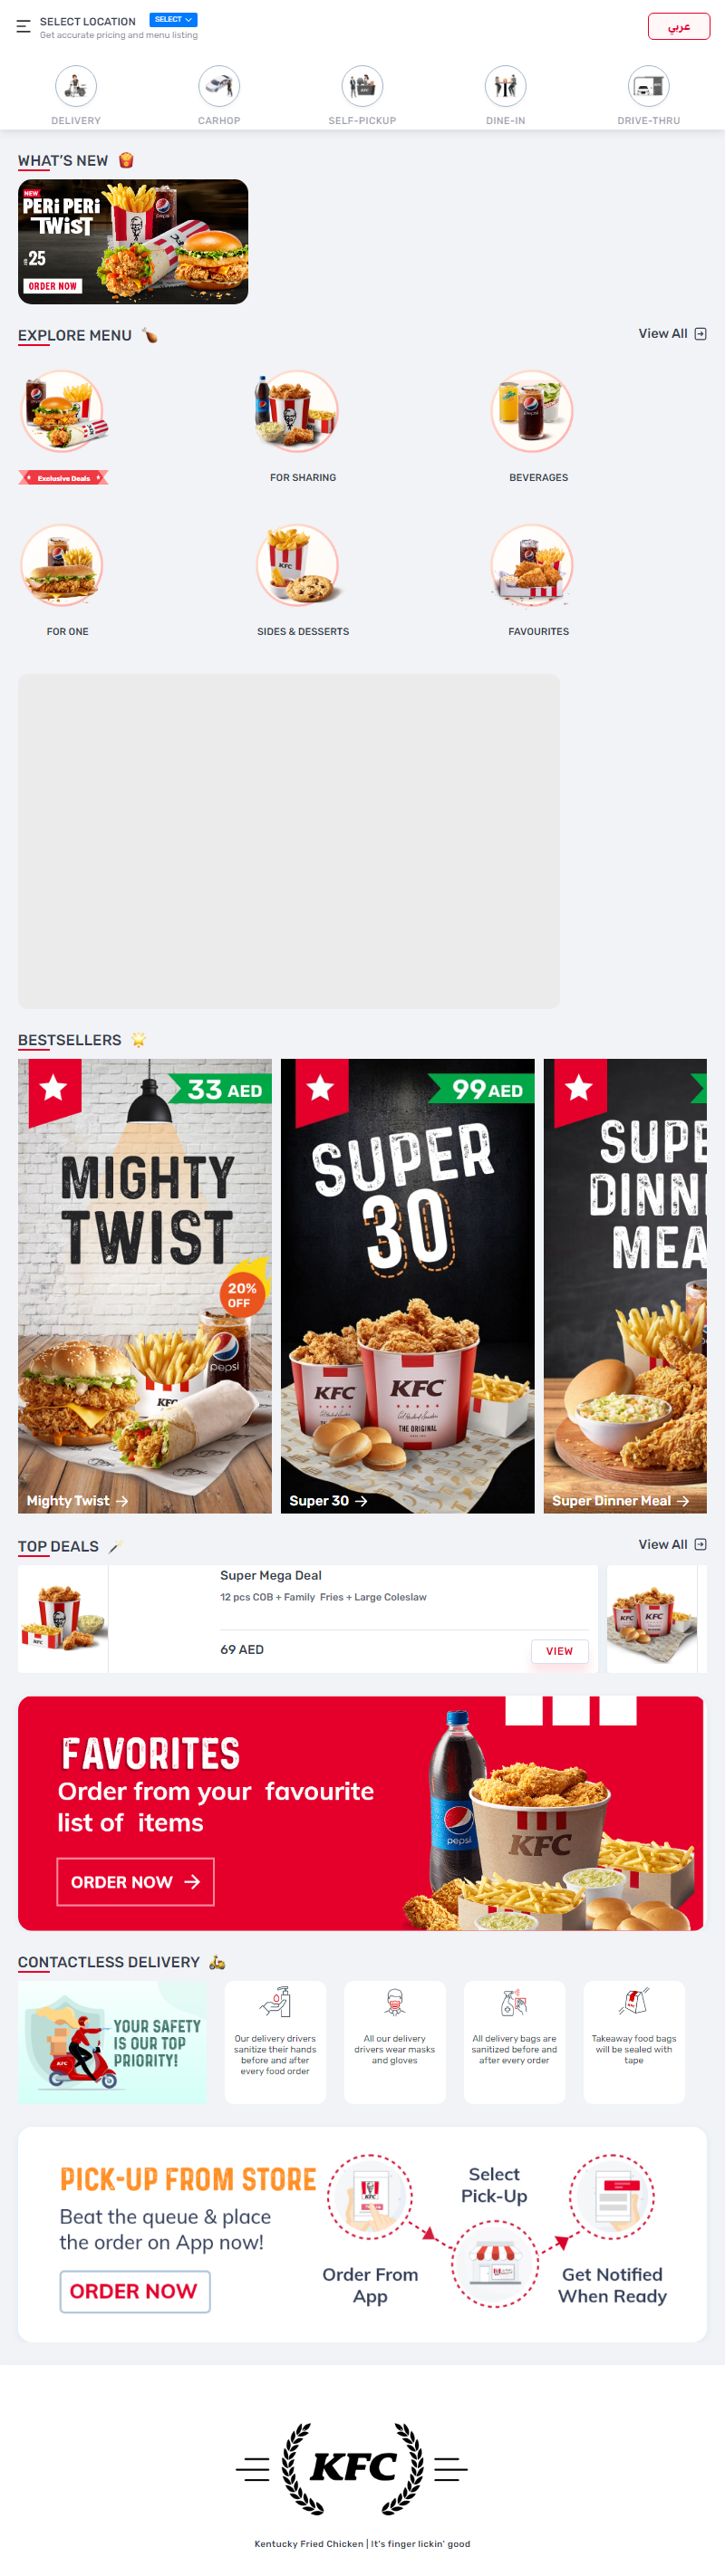 SELECT LOCATION SELECT
Get accurate pricing and menu listing
عربي
DELIVERY
CARHOP
SELF-PICKUP
DINE-IN
DRIVE-THRU
WHAT'S NEW
NEW
PERi PERi
TWiST
25
ORDER NOW
EXPLORE MENU
View All
Exclusive Deals
FOR SHARING
BEVERAGES
FOR ONE
SIDES & DESSERTS
FAVOURITES
BESTSELLERS
33 AED
MIGHTY
TWIST
20%
OFF
pepsi
KFC
Mighty Twist
99 AED
SUPER
30
KFC
KFC
THE ORIGINAL
Super 30
SUPE
DINN
MEA
Super Dinner Meal
TOP DEALS
View All
Super Mega Deal
12 pcs COB + Family Fries + Large Coleslaw
69 AED
VIEW
FAVORITES
Order from your favourite
list of items
ORDER NOW
pepsi
KFC
CONTACTLESS DELIVERY
YOUR SAFETY
IS OUR TOP
PRIORITY!
Our delivery drivers
sanitize their hands
before and after
every food order
All our delivery
drivers wear masks
and gloves
All delivery bags are
sanitized before and
after every order
Takeaway food bags
will be sealed with
tape
PICK-UP FROM STORE
Beat the queue & place
the order on App now!
ORDER NOW
Order From
App
Select
Pick-Up
Get Notified
When Ready
KFC
Kentucky Fried Chicken | It's finger lickin' good